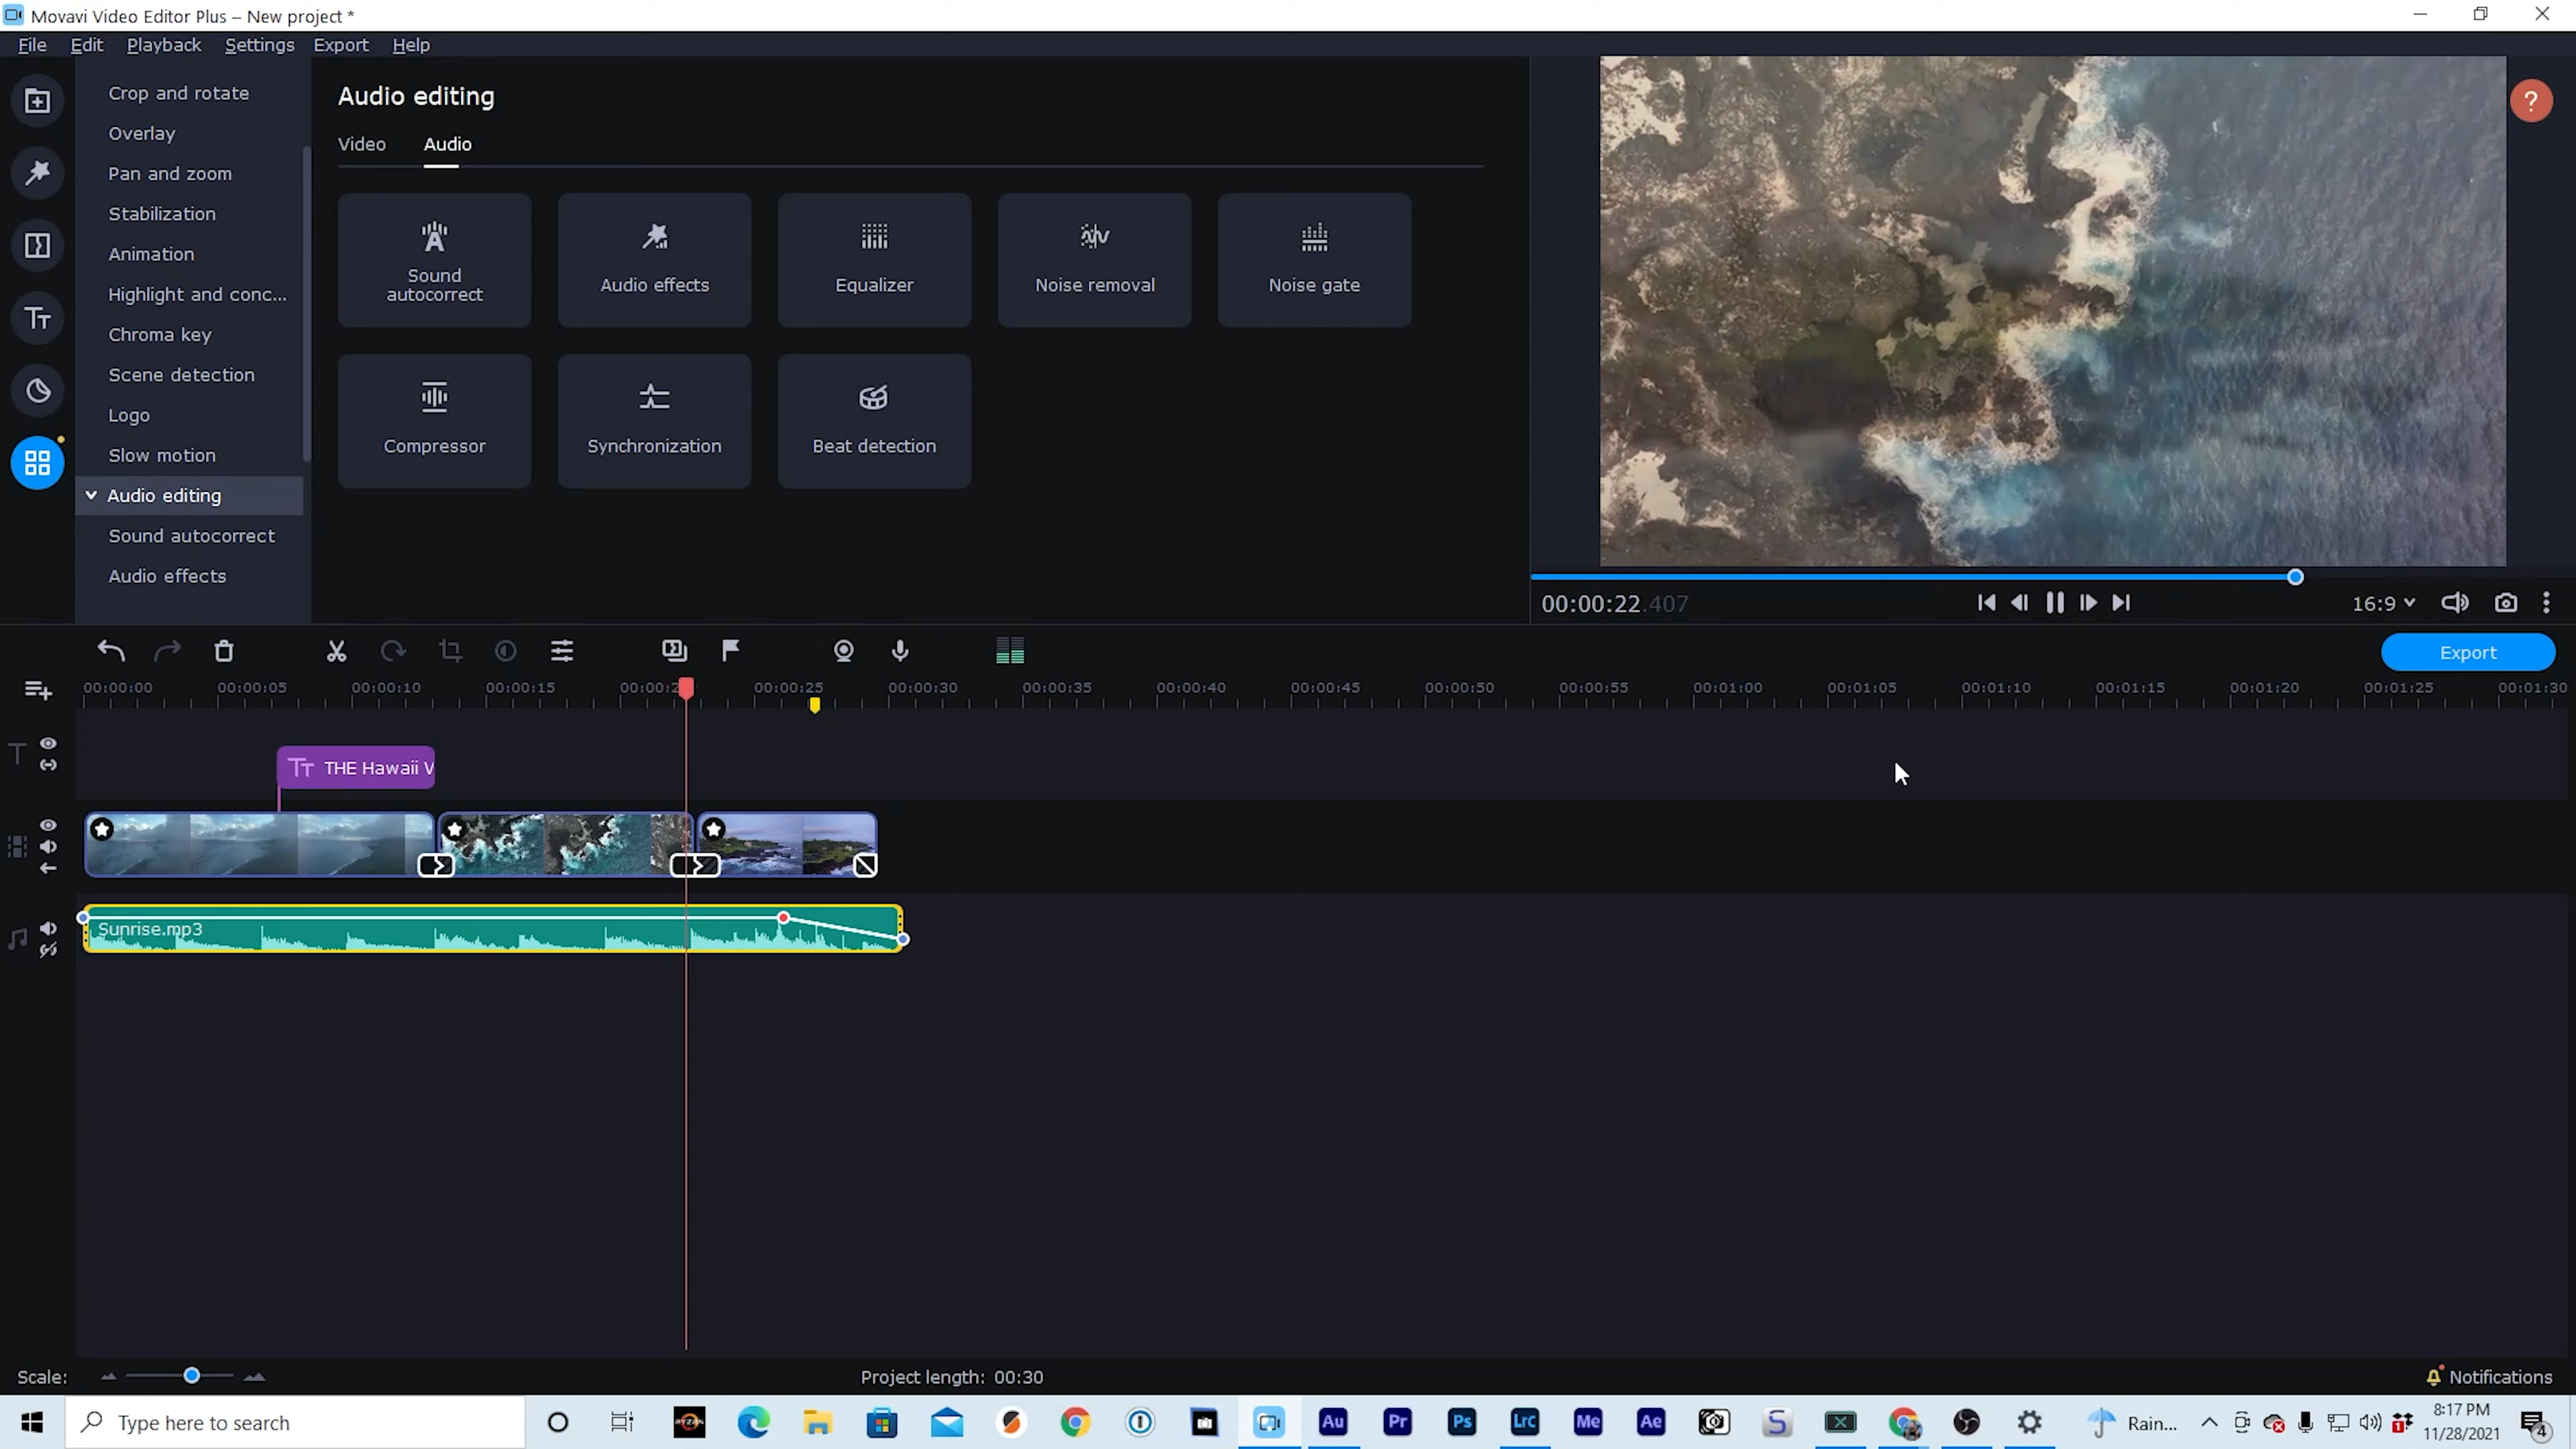 Movavi Video Editor Plus – New project *
File Edit Playback Settings Export Help
Crop and rotate
Overlay
Pan and zoom
Stabilization
Animation
Highlight and conc...
Chroma key
Scene detection
Logo
Slow motion
Audio editing
Sound autocorrect
Audio effects
Audio editing
Video Audio
Sound autocorrect
Audio effects
Equalizer
Noise removal
Noise gate
Compressor
Synchronization
Beat detection
?
00:00:22.407
16:9
Export
00:00:00 00:00:05 00:00:10 00:00:15 00:00:2 00:00:25 00:00:30 00:00:35 00:00:40 00:00:45 00:00:50 00:00:55 00:01:00 00:01:05 00:01:10 00:01:15 00:01:20 00:01:25 00:01:30
THE Hawaii V
Sunrise.mp3
Scale:
Project length: 00:30
Notifications
Type here to search
RYZEN
Au Pr Ps LrC Me Ae
S
Rain...
1
8:17 PM
11/28/2021
4